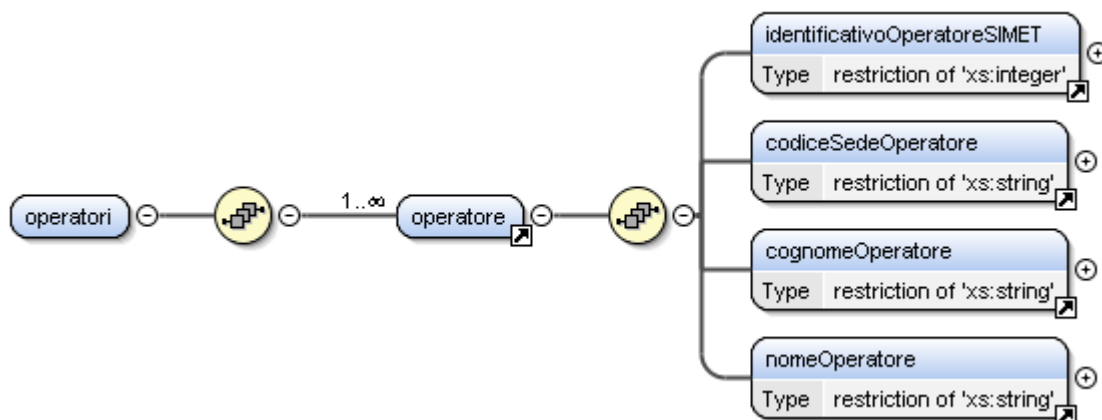 identificativoOperatoreSIMET
Type restriction of 'xs:integer'
codiceSedeOperatore
Type restriction of 'xs:string'
operatori
1..∞
operatore
cognomeOperatore
Type restriction of 'xs:string'
nomeOperatore
Type restriction of 'xs:string'